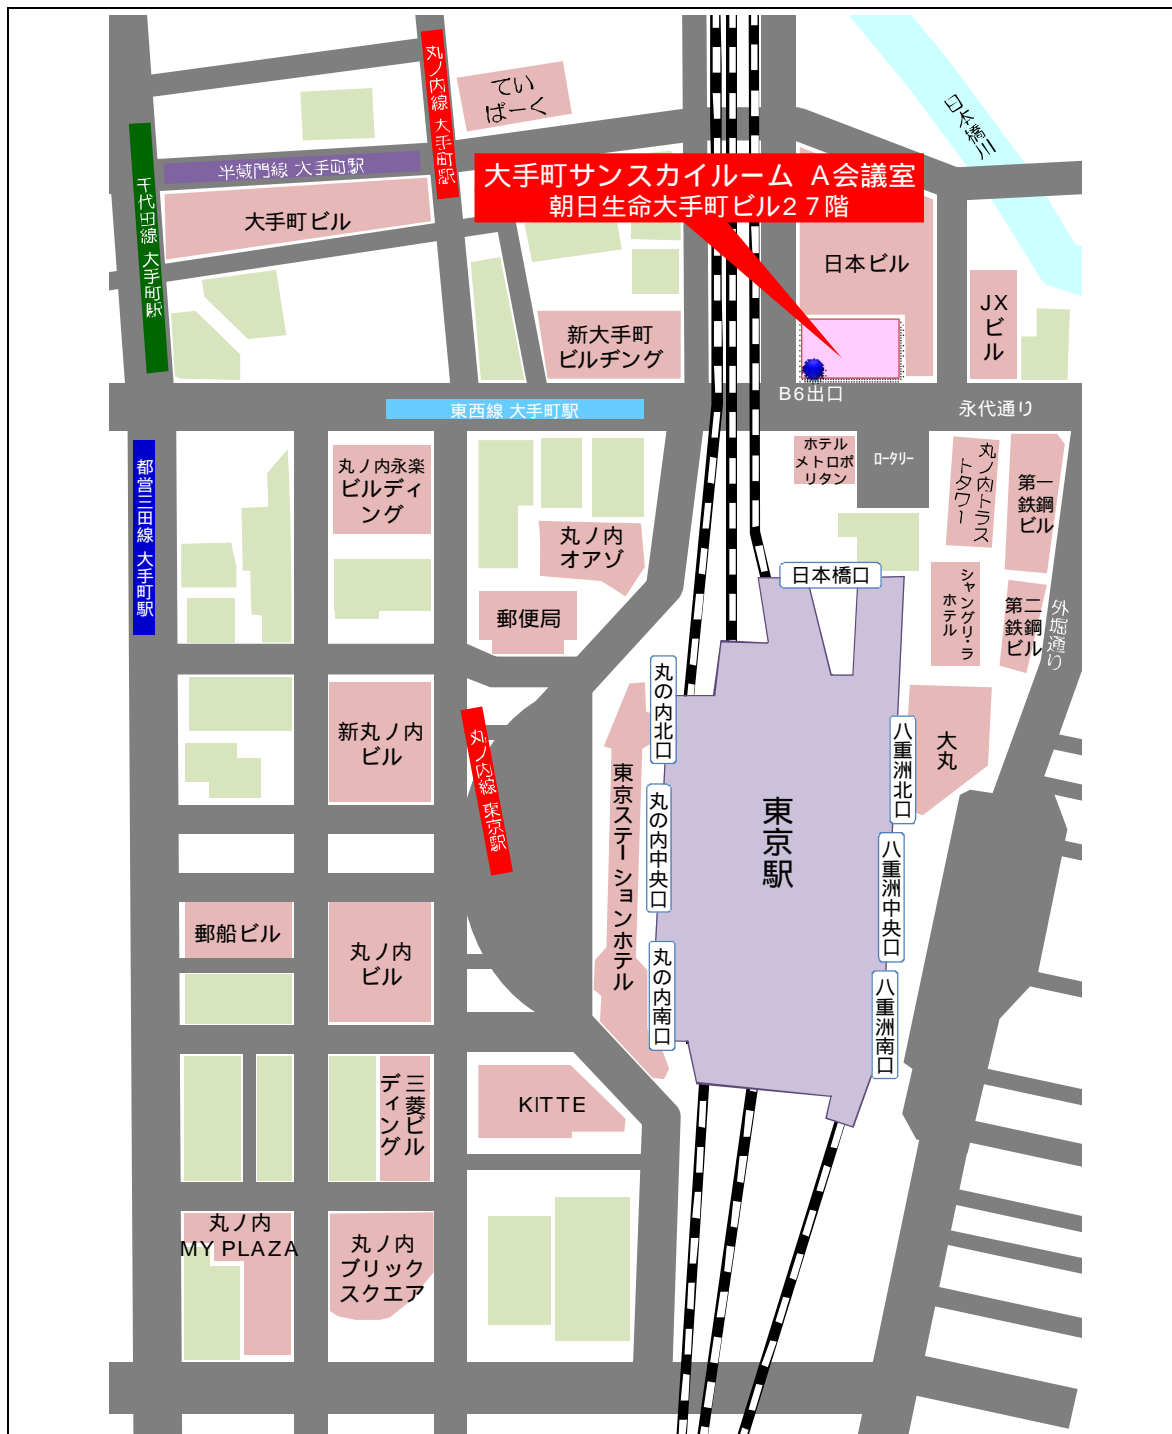 丸ノ内線 大手町駅
てい
ぱーく
日本橋川
千代田線 大手町駅
半蔵門線 大手町駅
大手町サンスカイルーム A会議室
朝日生命大手町ビル27階
大手町ビル
日本ビル
JX
ビ
ル
新大手町
ビルヂング
B6出口
東西線 大手町駅
永代通り
都営三田線 大手町駅
丸ノ内永楽
ビルディ
ング
ホテル
メトロポ
リタン
ロータリー
丸ノ内トラス
トタワー
第一
鉄鋼
ビル
丸ノ内
オアゾ
日本橋口
シャングリ・ラ
ホテル
第二
鉄鋼
ビル
外堀通り
郵便局
丸の内北口
新丸ノ内
ビル
丸ノ内線 東京駅
東京ステーションホテル
丸の内中央口
東京駅
八重洲北口
大丸
八重洲中央口
郵船ビル
丸ノ内
ビル
丸の内南口
八重洲南口
三菱ビル
ディング
KITTE
丸ノ内
MY PLAZA
丸ノ内
ブリック
スクエア